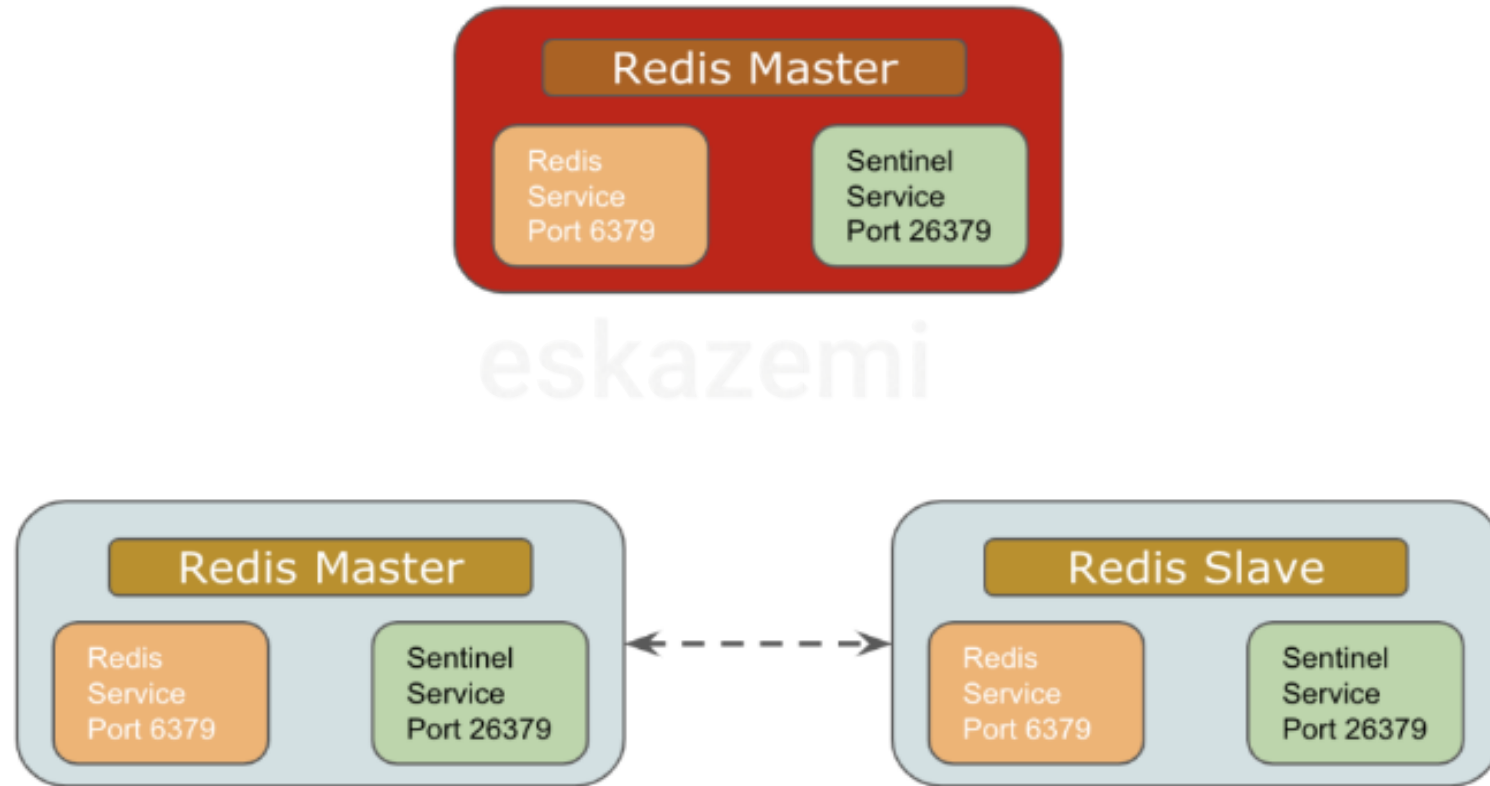 Redis Master
Redis
Service
Port 6379
Sentinel
Service
Port 26379
eskazemi
Redis Master
Redis
Service
Port 6379
Sentinel
Service
Port 26379
Redis Slave
Redis
Service
Port 6379
Sentinel
Service
Port 26379